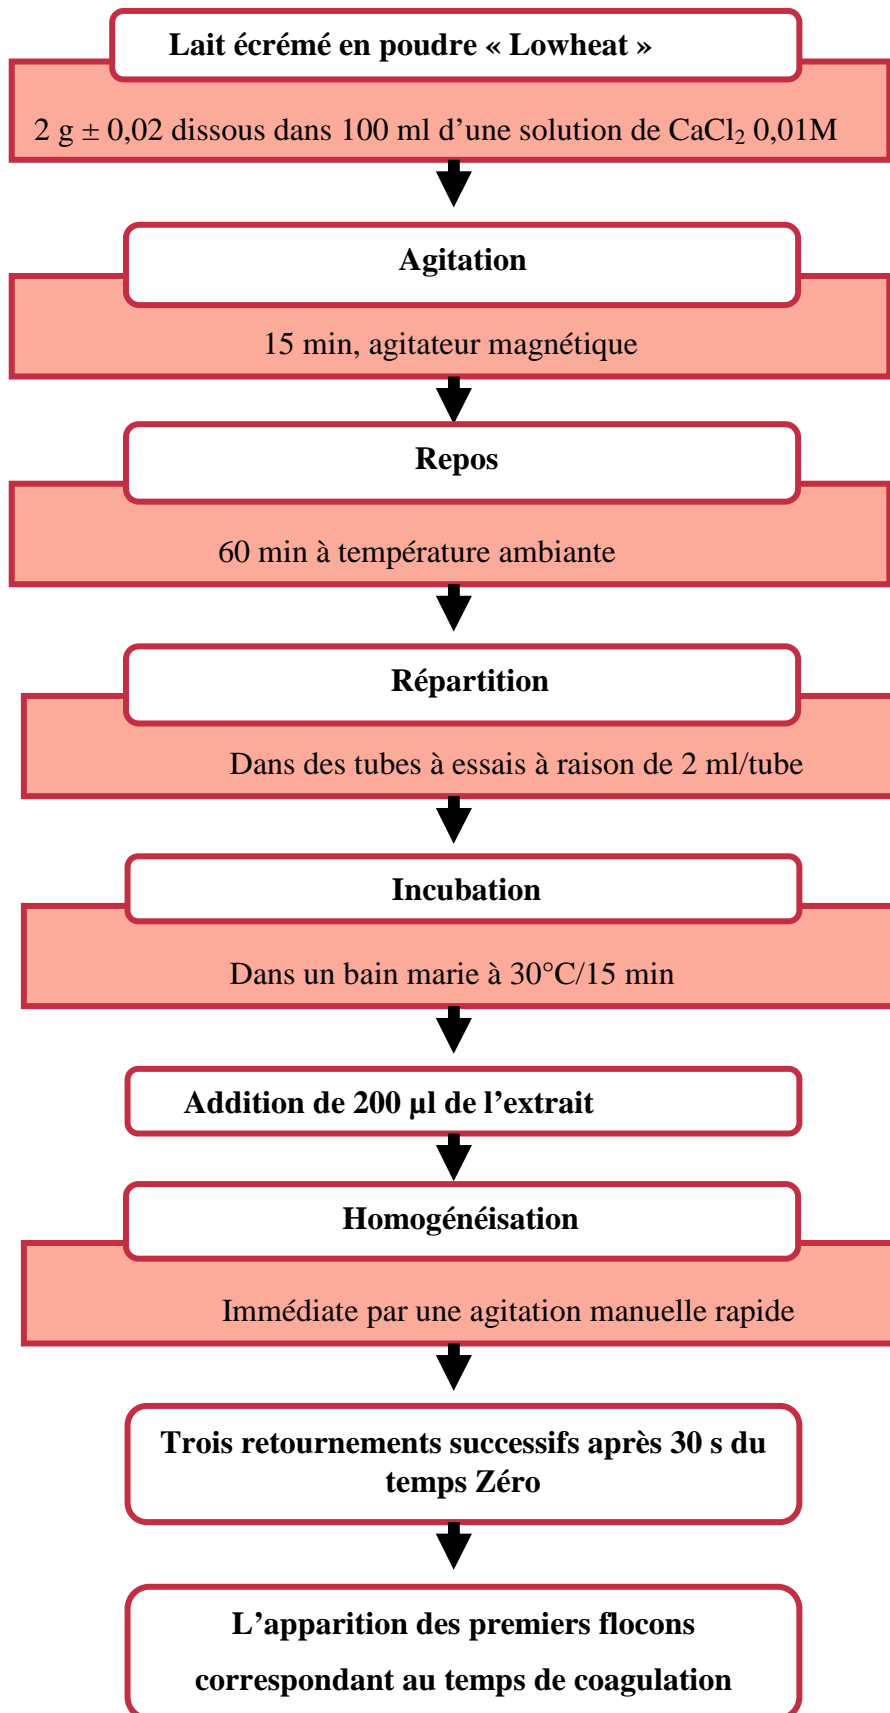 Lait écrémé en poudre « Lowheat »
2 g ± 0,02 dissous dans 100 ml d’une solution de CaCl₂ 0,01M
Agitation
15 min, agitateur magnétique
Repos
60 min à température ambiante
Répartition
Dans des tubes à essais à raison de 2 ml/tube
Incubation
Dans un bain marie à 30°C/15 min
Addition de 200 µl de l’extrait
Homogénéisation
Immédiate par une agitation manuelle rapide
Trois retournements successifs après 30 s du
temps Zéro
L’apparition des premiers flocons
correspondant au temps de coagulation